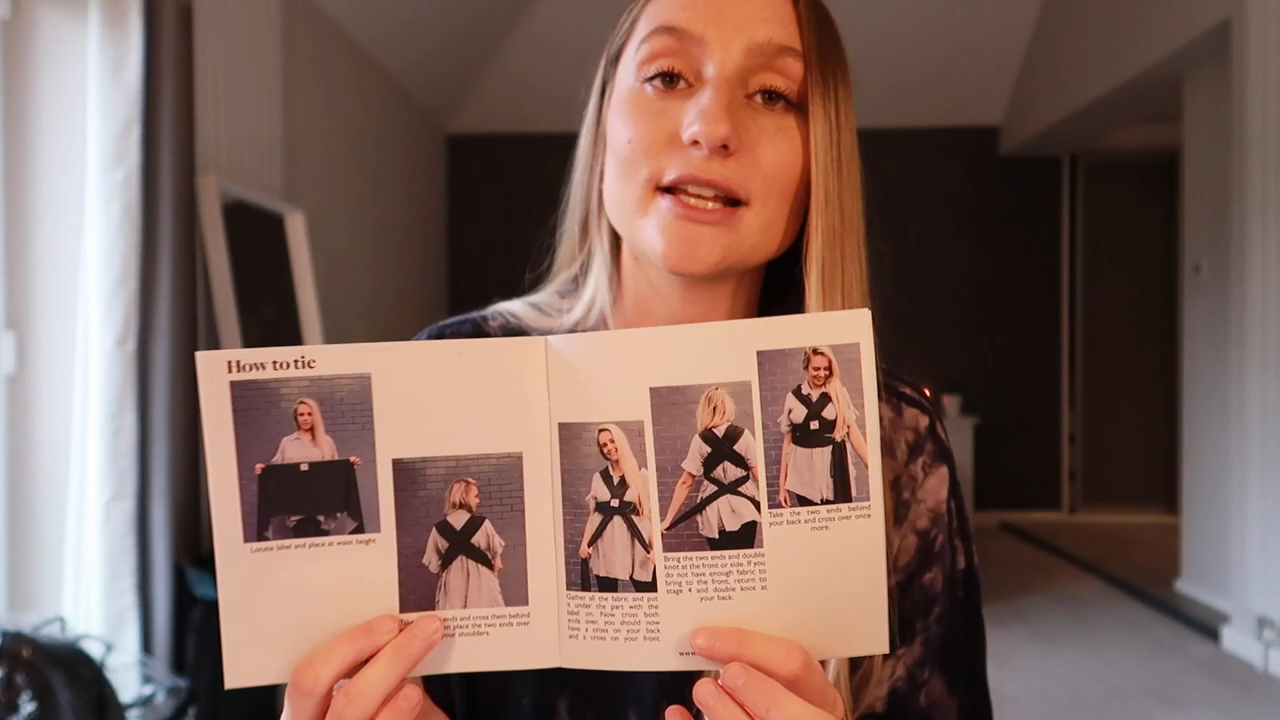 How to tie
Locate label and place at waist height
ends and cross them behind
place the two ends over
your shoulders.
Gather all the fabric and put
it under the part with the
label on. Now cross both
ends over, you should now
have a cross on your back
and a cross on your front.
Bring the two ends and double
knot at the front or side. If you
do not have enough fabric to
bring to the front, return to
stage 4 and double knot at
your back.
Take the two ends behind
your back and cross over once
more.